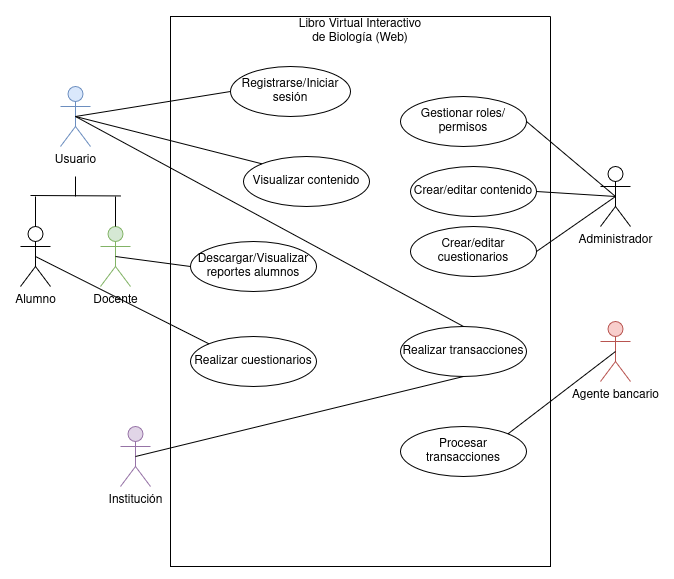 Libro Virtual Interactivo
de Biología (Web)
Registrarse/Iniciar
sesión
Gestionar roles/
permisos
Usuario
Visualizar contenido
Crear/editar contenido
Administrador
Crear/editar
cuestionarios
Descargar/Visualizar
reportes alumnos
Alumno
Docente
Realizar cuestionarios
Realizar transacciones
Agente bancario
Procesar
transacciones
Institución